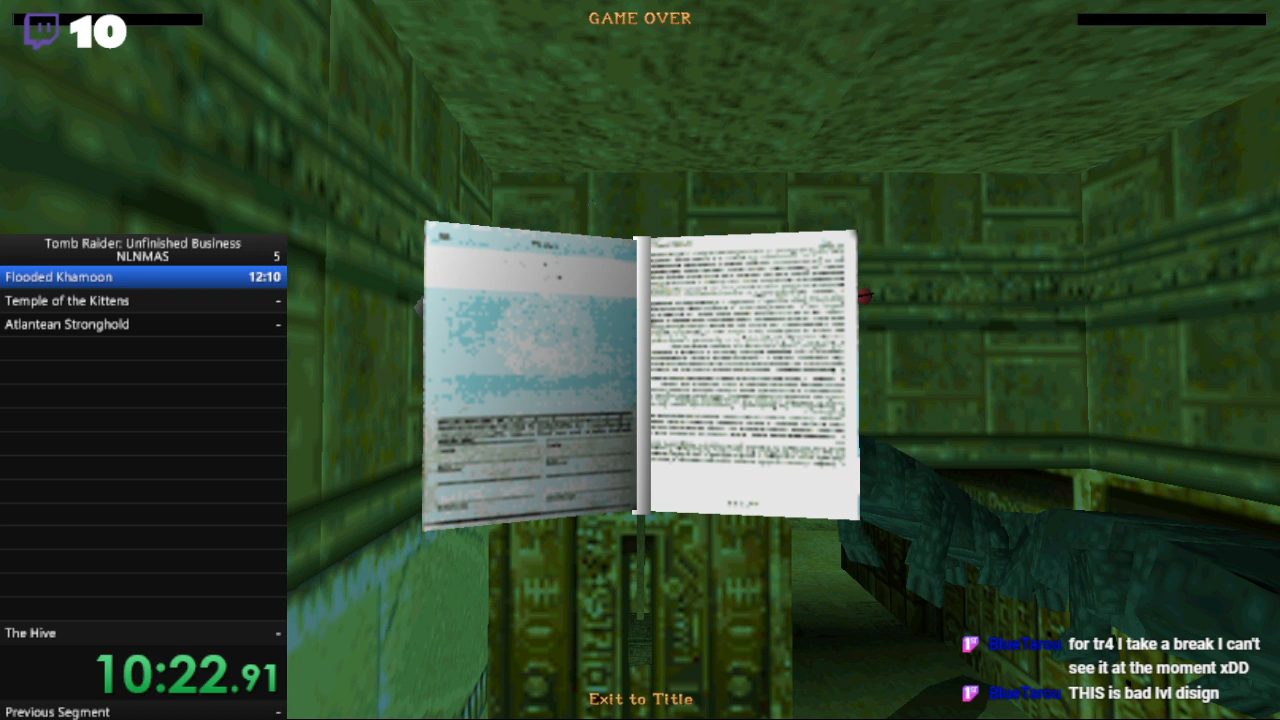 10
GAME OVER
Tomb Raider: Unfinished Business
NLNMAS 5
Flooded Khamoon 12:10
Temple of the Kittens -
Atlantean Stronghold -
The Hive -
10:22.91
Previous Segment -
Exit to Title
BlueTarou for tr4 I take a break I can't
see it at the moment xDD
BlueTarou THIS is bad lvl disign